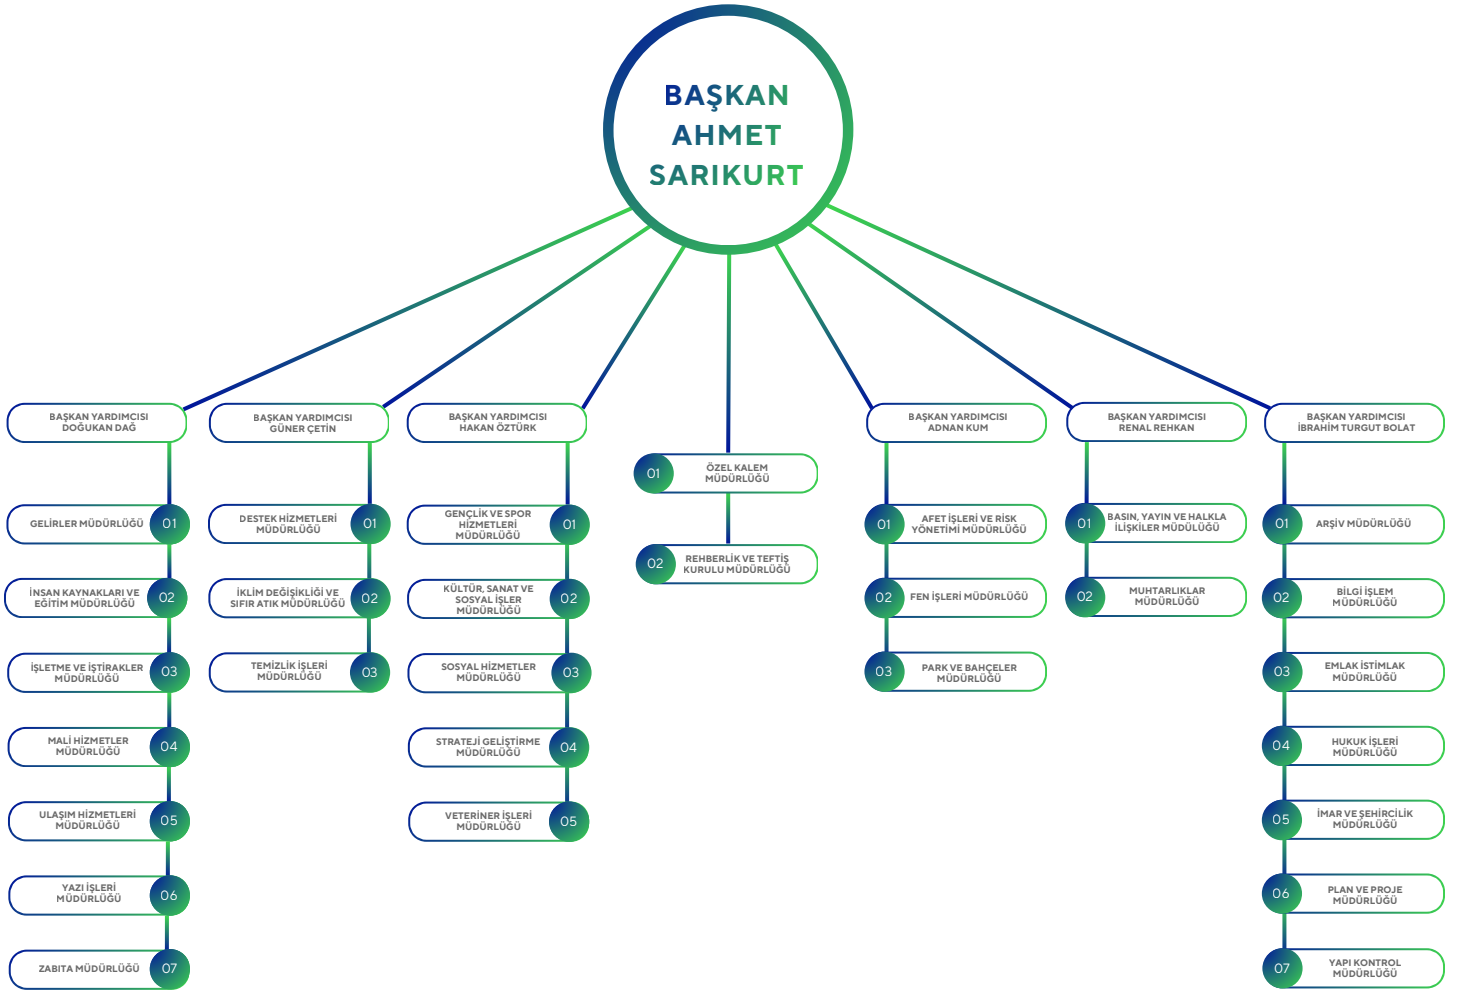 BAŞKAN
AHMET
SARIKURT
BAŞKAN YARDIMCISI
DOĞUKAN DAĞ
GELİRLER MÜDÜRLÜĞÜ
01
İNSAN KAYNAKLARI VE
EĞİTİM MÜDÜRLÜĞÜ
02
İŞLETME VE İŞTİRAKLER
MÜDÜRLÜĞÜ
03
MALİ HİZMETLER
MÜDÜRLÜĞÜ
04
ULAŞIM HİZMETLERİ
MÜDÜRLÜĞÜ
05
YAZI İŞLERİ
MÜDÜRLÜĞÜ
06
ZABITA MÜDÜRLÜĞÜ
07
BAŞKAN YARDIMCISI
GÜNER ÇETİN
DESTEK HİZMETLERİ
MÜDÜRLÜĞÜ
01
İKLİM DEĞİŞİKLİĞİ VE
SIFIR ATIK MÜDÜRLÜĞÜ
02
TEMİZLİK İŞLERİ
MÜDÜRLÜĞÜ
03
BAŞKAN YARDIMCISI
HAKAN ÖZTÜRK
GENÇLİK VE SPOR
HİZMETLERİ
MÜDÜRLÜĞÜ
01
KÜLTÜR, SANAT VE
SOSYAL İŞLER
MÜDÜRLÜĞÜ
02
SOSYAL HİZMETLER
MÜDÜRLÜĞÜ
03
STRATEJİ GELİŞTİRME
MÜDÜRLÜĞÜ
04
VETERİNER İŞLERİ
MÜDÜRLÜĞÜ
05
01
ÖZEL KALEM
MÜDÜRLÜĞÜ
02
REHBERLİK VE TEFTİŞ
KURULU MÜDÜRLÜĞÜ
BAŞKAN YARDIMCISI
ADNAN KUM
01
AFET İŞLERİ VE RİSK
YÖNETİMİ MÜDÜRLÜĞÜ
02
FEN İŞLERİ MÜDÜRLÜĞÜ
03
PARK VE BAHÇELER
MÜDÜRLÜĞÜ
BAŞKAN YARDIMCISI
RENAL REHKAN
01
BASIN, YAYIN VE HALKLA
İLİŞKİLER MÜDÜLÜĞÜ
02
MUHTARLIKLAR
MÜDÜRLÜĞÜ
BAŞKAN YARDIMCISI
İBRAHİM TURGUT BOLAT
01
ARŞİV MÜDÜRLÜĞÜ
02
BİLGİ İŞLEM
MÜDÜRLÜĞÜ
03
EMLAK İSTİMLAK
MÜDÜRLÜĞÜ
04
HUKUK İŞLERİ
MÜDÜRLÜĞÜ
05
İMAR VE ŞEHİRCİLİK
MÜDÜRLÜĞÜ
06
PLAN VE PROJE
MÜDÜRLÜĞÜ
07
YAPI KONTROL
MÜDÜRLÜĞÜ